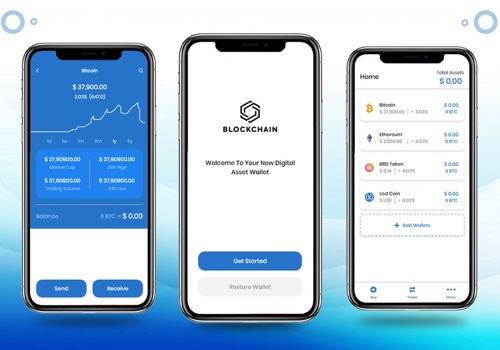 Bitcoin
$ 37,900.00
3.03% (647.0)
1d 1w 1m 3m 1y 3y
$ 37,90900.00
Market Cap
$ 37,90900.00
24h High
$ 37,90900.00
Trading Volume
$ 37,90900.00
24h Low
Balance
0 BTC = $ 0.00
Send
Receive
BLOCKCHAIN
Welcome To Your New Digital
Asset Wallet
Get Started
Restore Wallet
Home
Total Assets
$ 0.00
Bitcoin
$ 0.00
$ 37,900.00 | + 3.03%
0 BTC
Ethereum
$ 0.00
$ 2,900.00 | + 4.03%
0 BTC
BRD Token
$ 0.00
$ 0.14 | + 4.03%
0 BTC
Usd Coin
$ 0.00
$ 1.00 | + 4.03%
0 BTC
+ Add Wallets
Buy
Trade
Menu